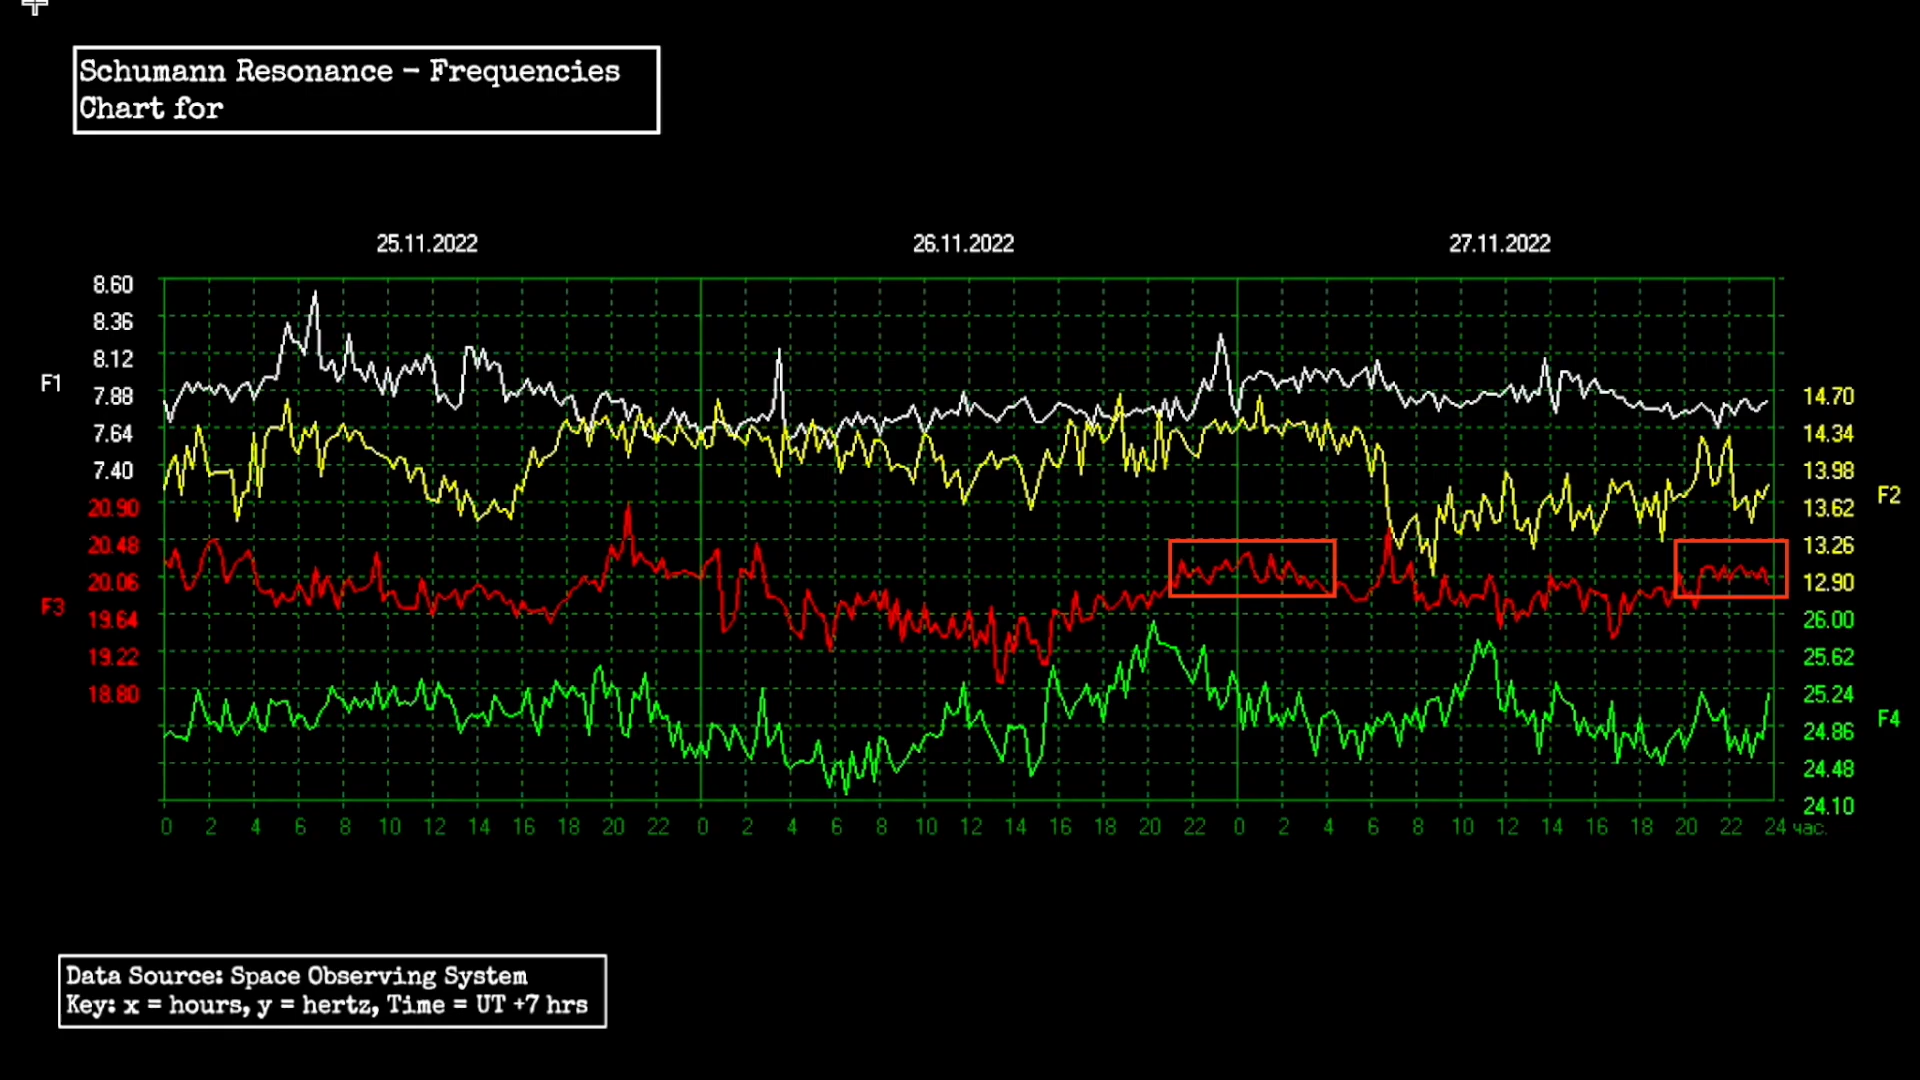 Schumann Resonance - Frequencies
Chart for
25.11.2022 26.11.2022 27.11.2022
8.60
8.36
8.12
F1 7.88 14.70
7.64 14.34
7.40 13.98
20.90 13.62 F2
20.48 13.26
20.06 12.90
F3 19.64 26.00
19.22 25.62
18.80 25.24
24.86 F4
24.48
24.10
0 2 4 6 8 10 12 14 16 18 20 22 0 2 4 6 8 10 12 14 16 18 20 22 0 2 4 6 8 10 12 14 16 18 20 22 24 час.
Data Source: Space Observing System
Key: x = hours, y = hertz, Time = UT +7 hrs